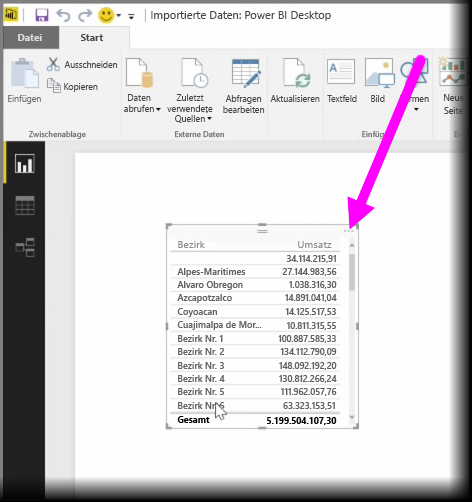 Importierte Daten: Power BI Desktop
Datei
Start
Einfügen
Ausschneiden
Kopieren
Zwischenablage
Daten
abrufen
Zuletzt
verwendete
Quellen
Abfragen
bearbeiten
Externe Daten
Aktualisieren
Textfeld
Bild
Neue
Seite
Bezirk Umsatz
34.114.215,91
Alpes-Maritimes 27.144.983,56
Alvaro Obregon 1.038.316,30
Azcapotzalco 14.891.041,04
Coyoacan 14.125.517,53
Cuajimalpa de Mor... 10.811.315,55
Bezirk Nr. 1 100.887.585,33
Bezirk Nr. 2 134.112.790,09
Bezirk Nr. 3 148.092.192,20
Bezirk Nr. 4 130.812.266,24
Bezirk Nr. 5 111.962.057,76
Bezirk Nr. 6 63.323.153,51
Gesamt 5.199.504.107,30